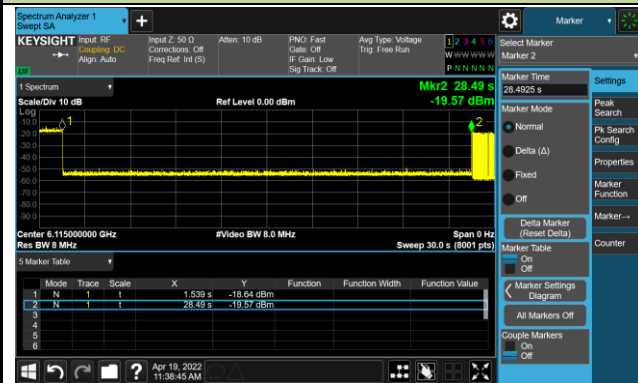 Spectrum Analyzer 1
Swept SA
Marker
KEYSIGHT
Input: RF
Coupling: DC
Align: Auto
Input Z: 50 Ω
Corrections: Off
Freq Ref: Int (S)
Atten: 10 dB
PNO: Fast
Gate: Off
IF Gain: Low
Sig Track: Off
Avg Type: Voltage
Trig: Free Run
1 2 3 4 5 6
W W W W W W
P N N N N N
Select Marker
Marker 2
1 Spectrum
Scale/Div 10 dB
Ref Level 0.00 dBm
Mkr2 28.49 s
-19.57 dBm
Log
-10.0
-20.0
-30.0
-40.0
-50.0
-60.0
-70.0
-80.0
-90.0
1
2
Center 6.115000000 GHz
Res BW 8 MHz
#Video BW 8.0 MHz
Span 0 Hz
Sweep 30.0 s (8001 pts)
Marker Time
28.4925 s
Marker Mode
Normal
Delta (Δ)
Fixed
Off
Delta Marker
(Reset Delta)
Marker Table
On
Off
Marker Settings
Diagram
All Markers Off
Couple Markers
On
Off
Settings
Peak
Search
Pk Search
Config
Properties
Marker
Function
Marker→
Counter
5 Marker Table
Mode Trace Scale X Y Function Function Width Function Value
1 N 1 t 1.539 s -18.64 dBm
2 N 1 t 28.49 s -19.57 dBm
3
4
5
6
Apr 19, 2022
11:38:45 AM